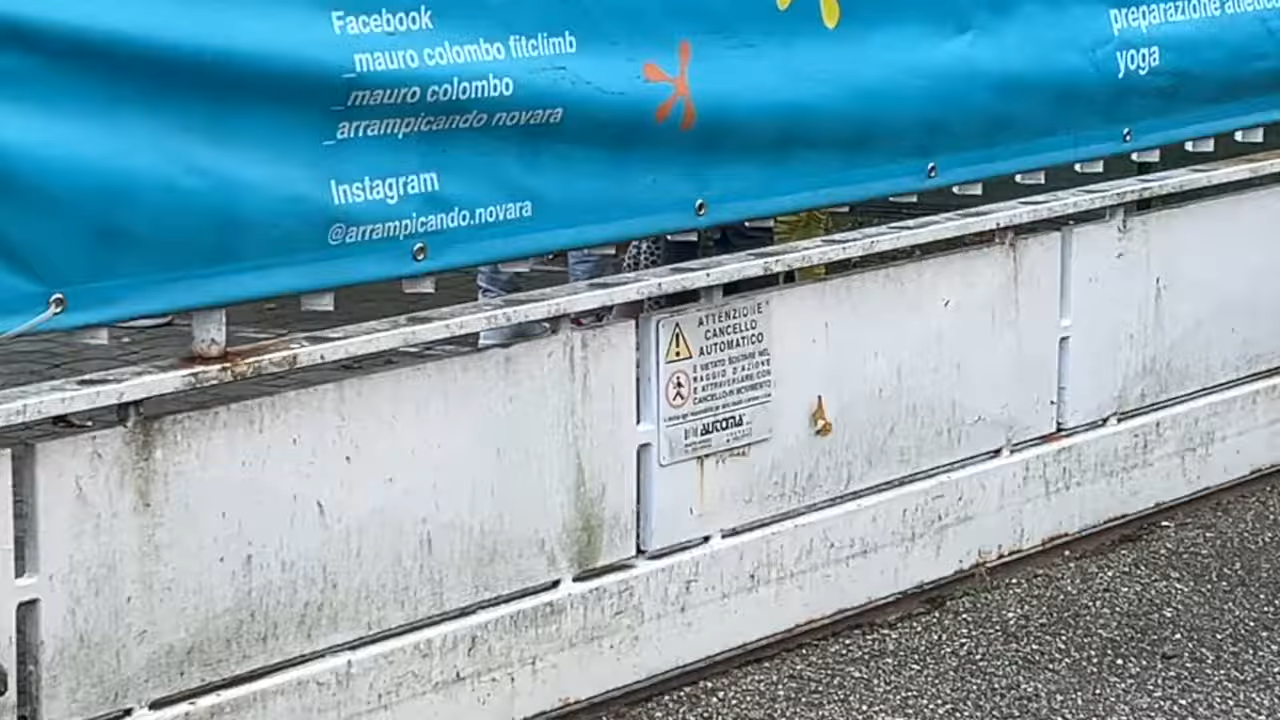 Facebook
_mauro colombo fitclimb
_mauro colombo
_arrampicando novara
Instagram
@arrampicando.novara
preparazione atletica
yoga
ATTENZIONE
CANCELLO
AUTOMATICO
È VIETATO SOSTARE NEL
RAGGIO D'AZIONE
E ATTRAVERSARE CON
CANCELLO IN MOVIMENTO
AUTOMA